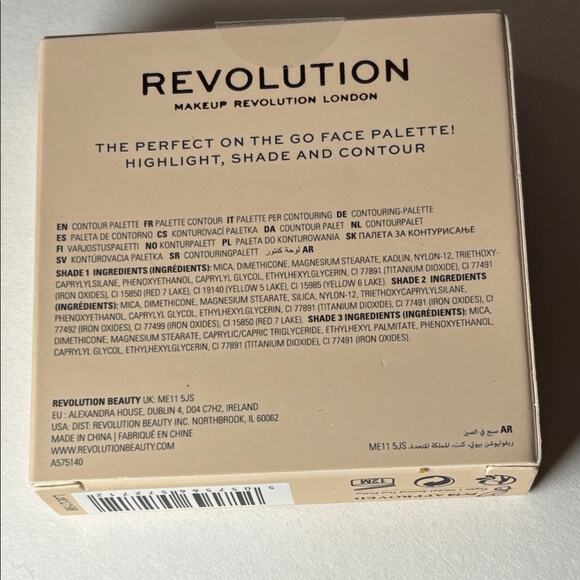 REVOLUTION
MAKEUP REVOLUTION LONDON
THE PERFECT ON THE GO FACE PALETTE!
HIGHLIGHT, SHADE AND CONTOUR
EN CONTOUR PALETTE FR PALETTE CONTOUR IT PALETTE PER CONTOURING DE CONTOURING-PALETTE
ES PALETA DE CONTORNO CS KONTUROVACÍ PALETKA DA COUNTOUR PALET NL CONTOURPALET
FI VARJOSTUSPALETTI NO KONTURPALETT PL PALETA DO KONTUROWANIA SK ПАЛЕТА ЗА КОНТУРИСАЊЕ
SV KONTÚROVACIA PALETKA SR CONTOURINGPALETT لوحة كنتور AR
SHADE 1 INGREDIENTS (INGRÉDIENTS): MICA, DIMETHICONE, MAGNESIUM STEARATE, KAOLIN, NYLON-12, TRIETHOXY-
CAPRYLYLSILANE, PHENOXYETHANOL, CAPRYLYL GLYCOL, ETHYLHEXYLGLYCERIN, CI 77891 (TITANIUM DIOXIDE), CI 77491
(IRON OXIDES), CI 15850 (RED 7 LAKE), CI 19140 (YELLOW 5 LAKE), CI 15985 (YELLOW 6 LAKE). SHADE 2 INGREDIENTS
(INGRÉDIENTS): MICA, DIMETHICONE, MAGNESIUM STEARATE, SILICA, NYLON-12, TRIETHOXYCAPRYLYLSILANE,
PHENOXYETHANOL, CAPRYLYL GLYCOL, ETHYLHEXYLGLYCERIN, CI 77891 (TITANIUM DIOXIDE), CI 77491 (IRON OXIDES), CI
77492 (IRON OXIDES), CI 77499 (IRON OXIDES), CI 15850 (RED 7 LAKE). SHADE 3 INGREDIENTS (INGRÉDIENTS): MICA,
DIMETHICONE, MAGNESIUM STEARATE, CAPRYLIC/CAPRIC TRIGLYCERIDE, ETHYLHEXYL PALMITATE, PHENOXYETHANOL,
CAPRYLYL GLYCOL, ETHYLHEXYLGLYCERIN, CI 77891 (TITANIUM DIOXIDE), CI 77491 (IRON OXIDES).
REVOLUTION BEAUTY UK: ME11 5JS
EU : ALEXANDRA HOUSE, DUBLIN 4, D04 C7H2, IRELAND
USA: DIST: REVOLUTION BEAUTY INC. NORTHBROOK, IL 60062
MADE IN CHINA | FABRIQUÉ EN CHINE
WWW.REVOLUTIONBEAUTY.COM
A575140
صنع في الصين AR
ريفوليوشن بيوتي، كنت، المملكة المتحدة، ME11 5JS
12M
APPROVED